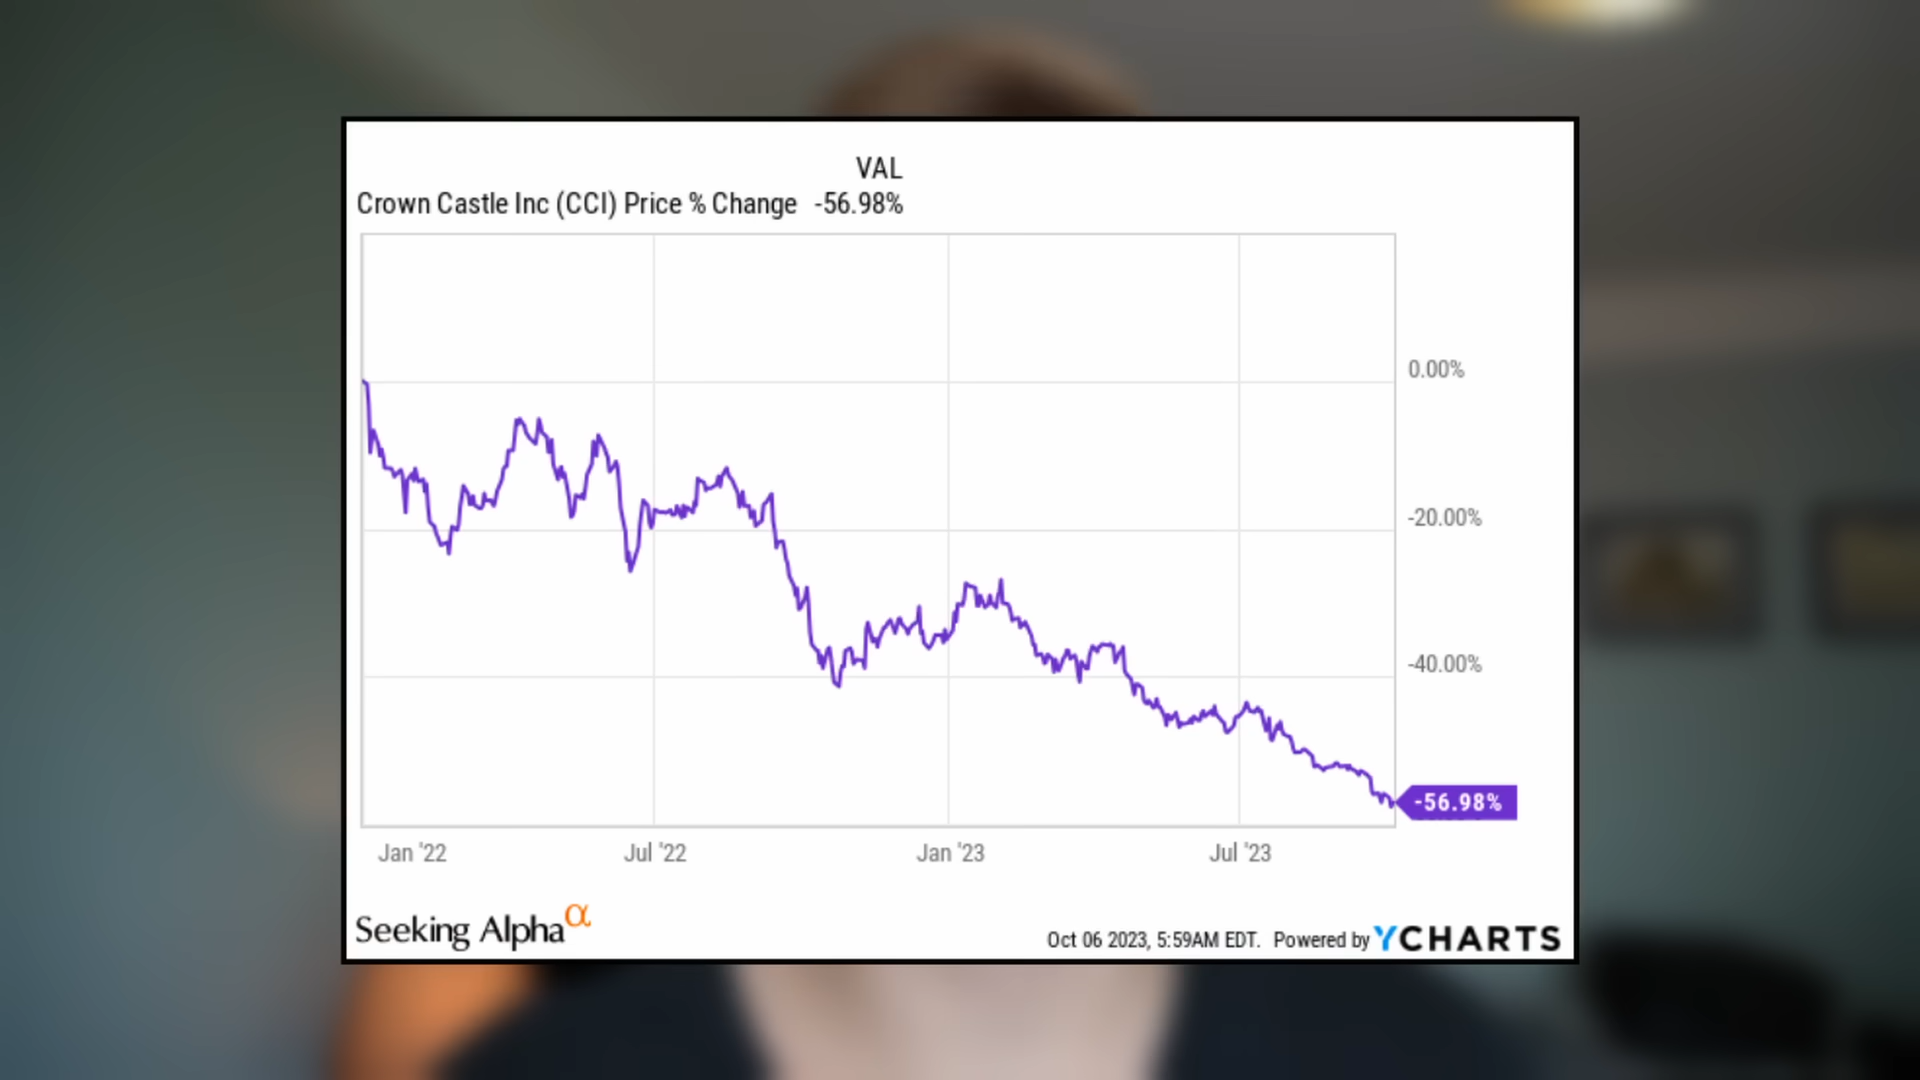 VAL
Crown Castle Inc (CCI) Price % Change -56.98%
0.00%
-20.00%
-40.00%
-56.98%
Jan '22 Jul '22 Jan '23 Jul '23
Seeking Alpha α
Oct 06 2023, 5:59AM EDT. Powered by YCHARTS